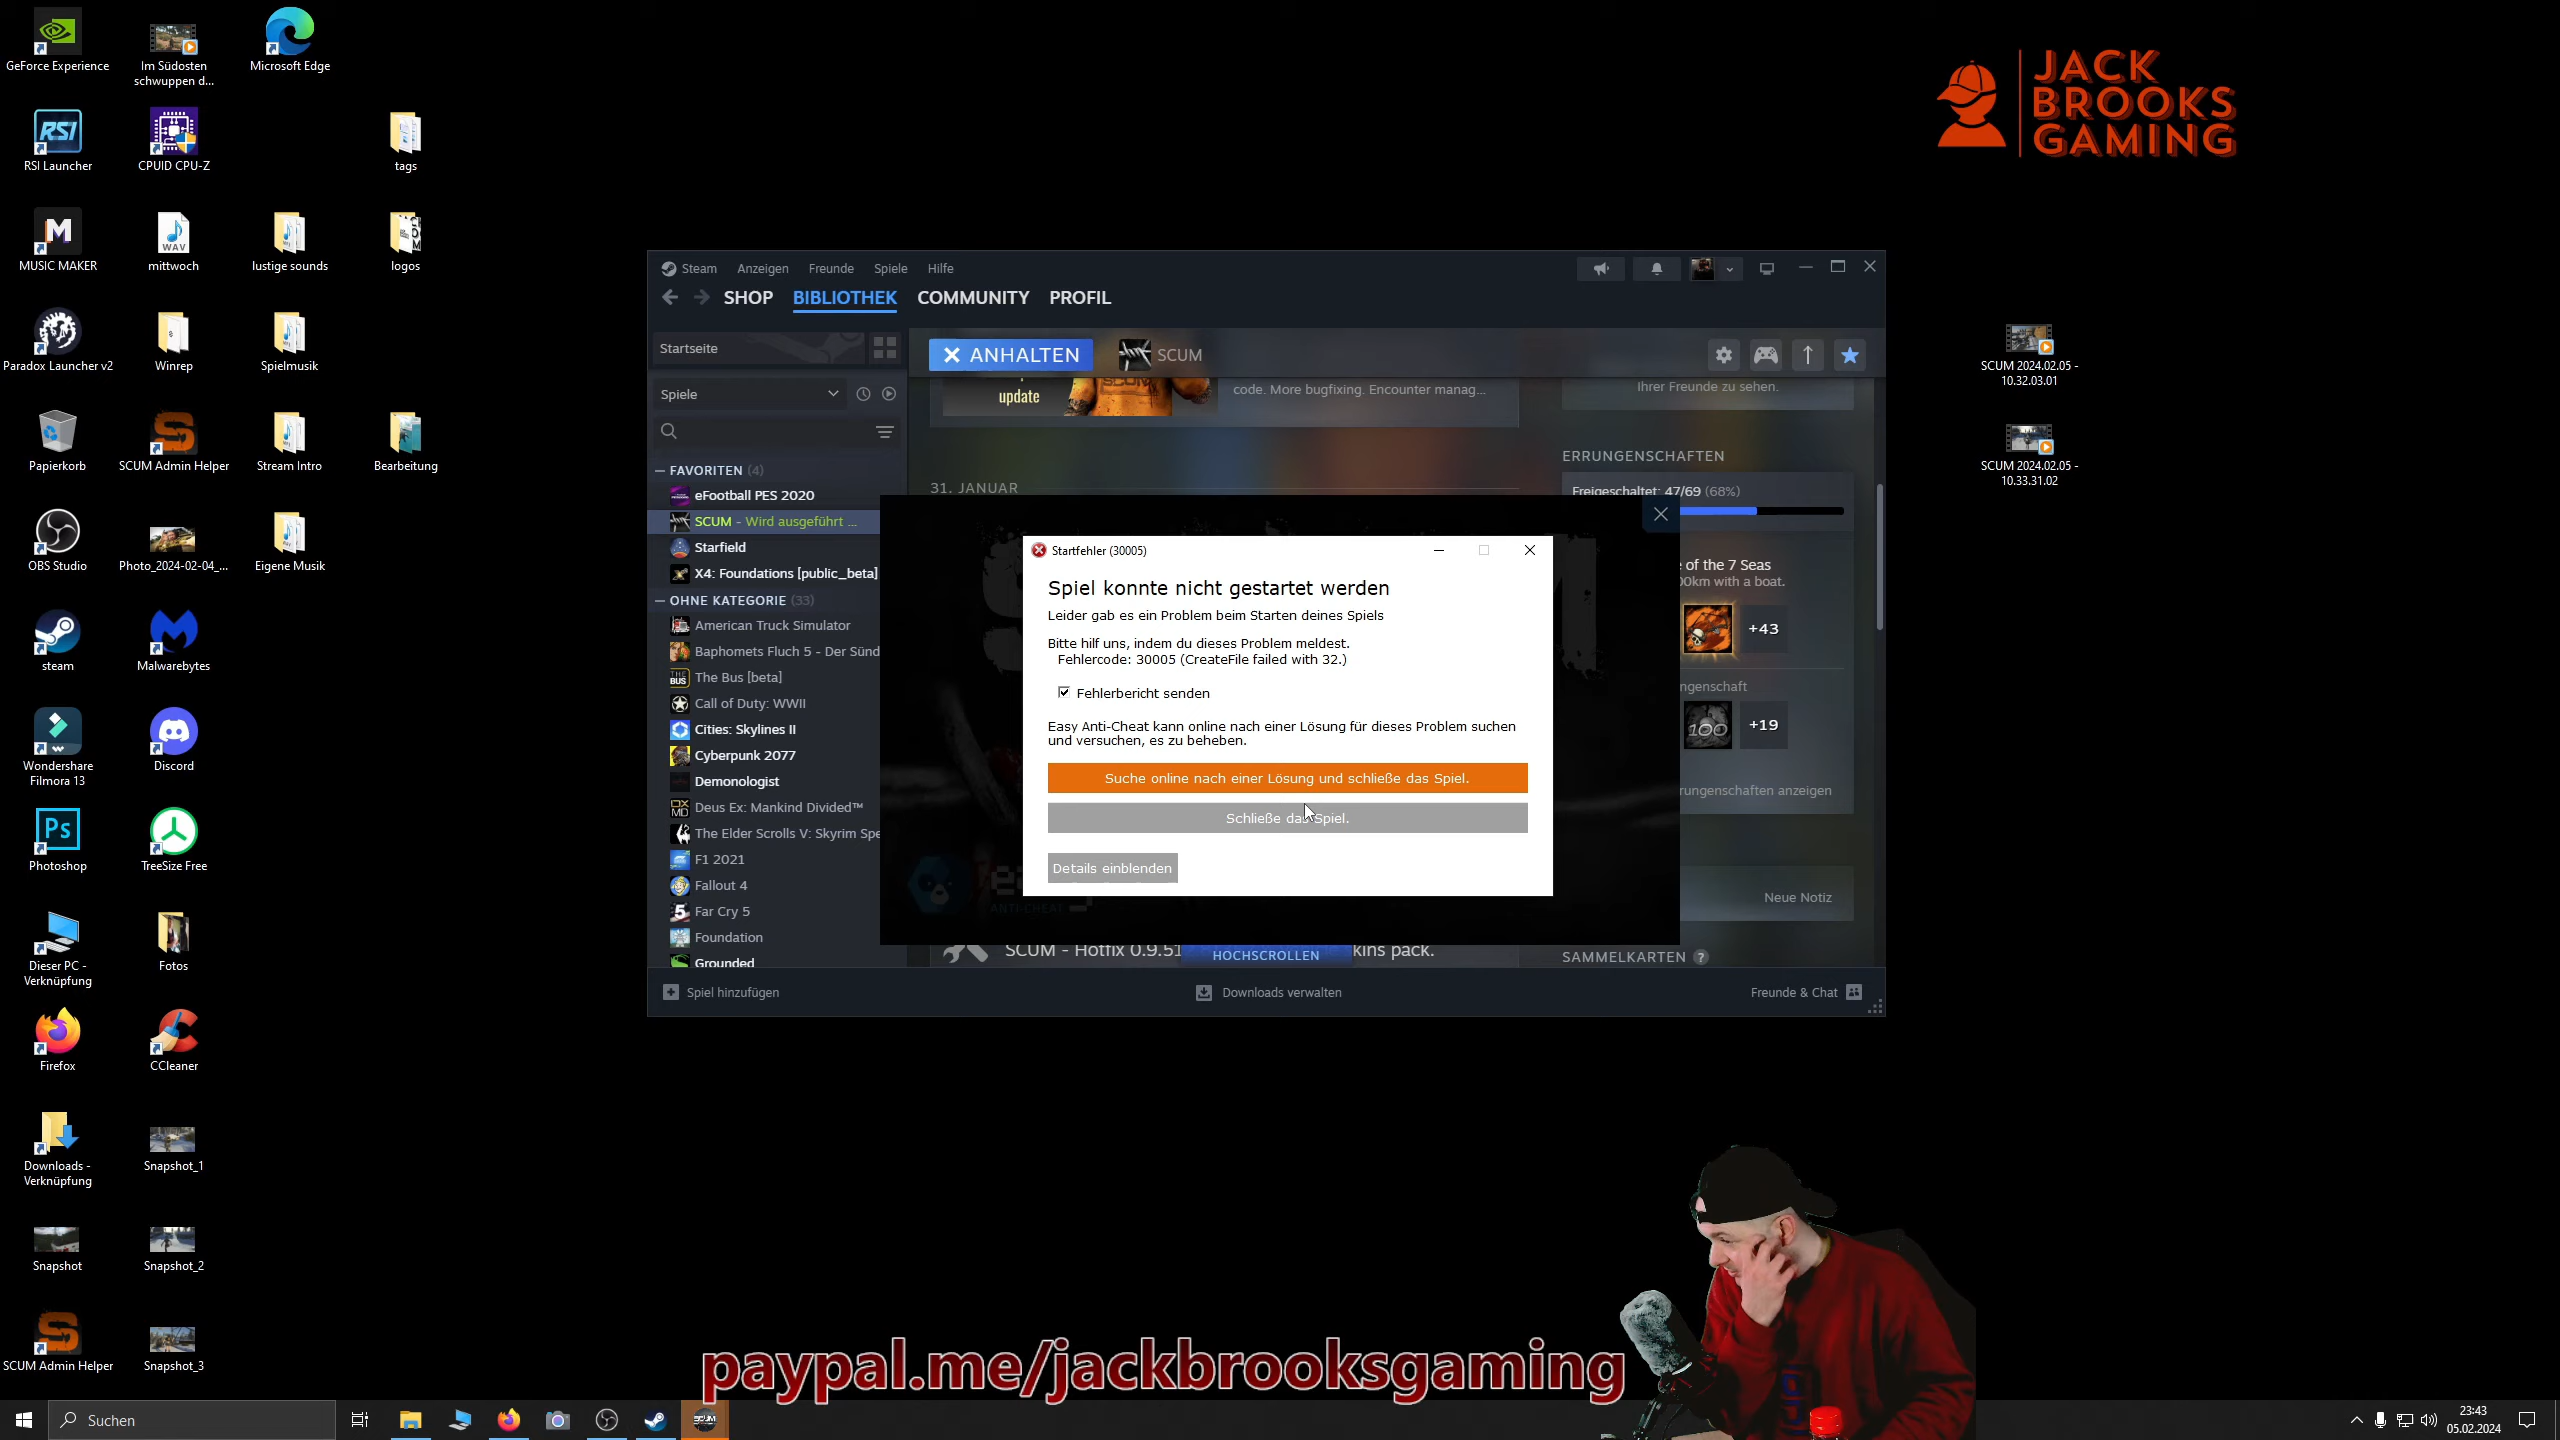 GeForce Experience
Im Südosten
schwuppen d...
Microsoft Edge
RSI
RSI Launcher
CPUID CPU-Z
tags
MUSIC MAKER
WAV
mittwoch
lustige sounds
logos
Paradox Launcher v2
Winrep
Spielmusik
Papierkorb
SCUM Admin Helper
Stream Intro
Bearbeitung
OBS Studio
Photo_2024-02-04_...
Eigene Musik
steam
Malwarebytes
Wondershare
Filmora 13
Discord
Ps
Photoshop
TreeSize Free
Dieser PC -
Verknüpfung
Fotos
Firefox
CCleaner
Downloads -
Verknüpfung
Snapshot_1
Snapshot
Snapshot_2
SCUM Admin Helper
Snapshot_3
JACK
BROOKS
GAMING
SCUM 2024.02.05 -
10.32.03.01
SCUM 2024.02.05 -
10.33.31.02
Steam Anzeigen Freunde Spiele Hilfe
SHOP BIBLIOTHEK COMMUNITY PROFIL
Startseite
ANHALTEN
SCUM
Spiele
FAVORITEN (4)
eFootball PES 2020
SCUM - Wird ausgeführt ...
Starfield
X4: Foundations [public_beta]
OHNE KATEGORIE (33)
American Truck Simulator
Baphomets Fluch 5 - Der Sünd
The Bus [beta]
Call of Duty: WWII
Cities: Skylines II
Cyberpunk 2077
Demonologist
Deus Ex: Mankind Divided™
The Elder Scrolls V: Skyrim Spe
F1 2021
Fallout 4
Far Cry 5
Foundation
Grounded
update
code. More bugfixing. Encounter manag...
31. JANUAR
Ihrer Freunde zu sehen.
ERRUNGENSCHAFTEN
Freigeschaltet: 47/69 (68%)
e of the 7 Seas
00km with a boat.
+43
ngenschaft
+19
rungenschaften anzeigen
Neue Notiz
SAMMELKARTEN ?
Startfehler (30005)
Spiel konnte nicht gestartet werden
Leider gab es ein Problem beim Starten deines Spiels
Bitte hilf uns, indem du dieses Problem meldest.
Fehlercode: 30005 (CreateFile failed with 32.)
Fehlerbericht senden
Easy Anti-Cheat kann online nach einer Lösung für dieses Problem suchen
und versuchen, es zu beheben.
Suche online nach einer Lösung und schließe das Spiel.
Schließe das Spiel.
Details einblenden
ANTI-CHEAT
SCUM - Hotfix 0.9.51
kins pack.
HOCHSCROLLEN
Spiel hinzufügen
Downloads verwalten
Freunde & Chat
paypal.me/jackbrooksgaming
Suchen
23:43
05.02.2024